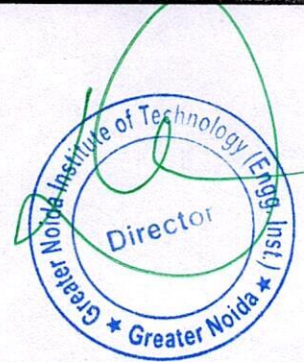 Greater Noida Institute of Technology (Engg. Inst.)
Director
★ Greater Noida ★